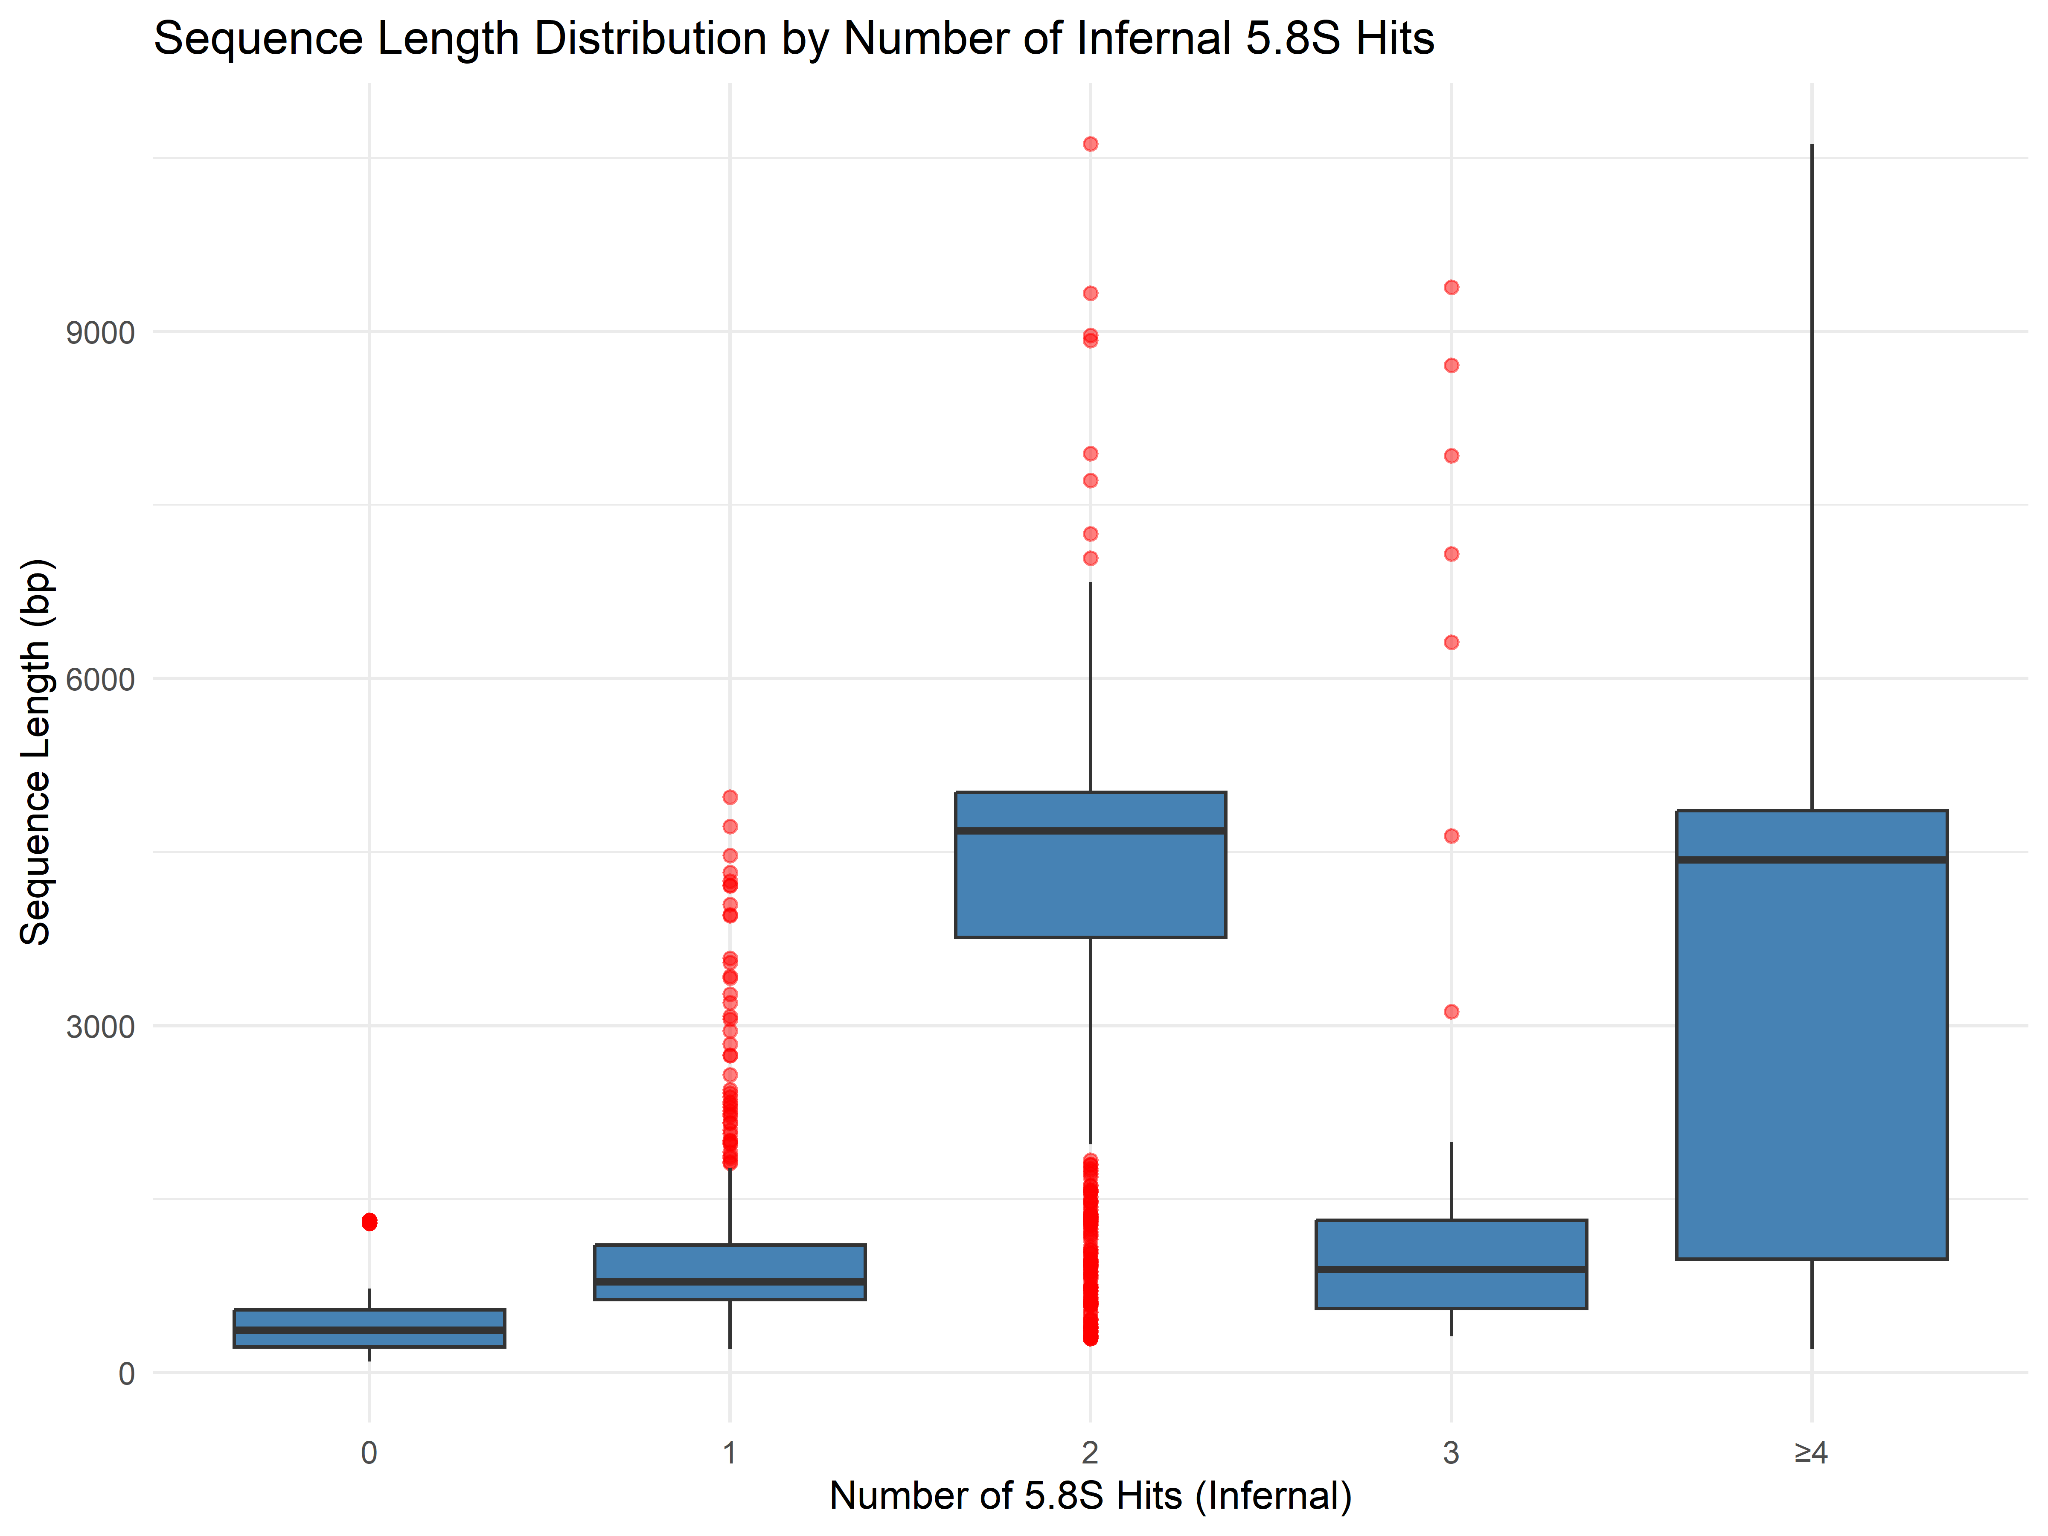 Sequence Length Distribution by Number of Infernal 5.8S Hits
Sequence Length (bp)
9000
6000
3000
0
0 1 2 3 ≥4
Number of 5.8S Hits (Infernal)